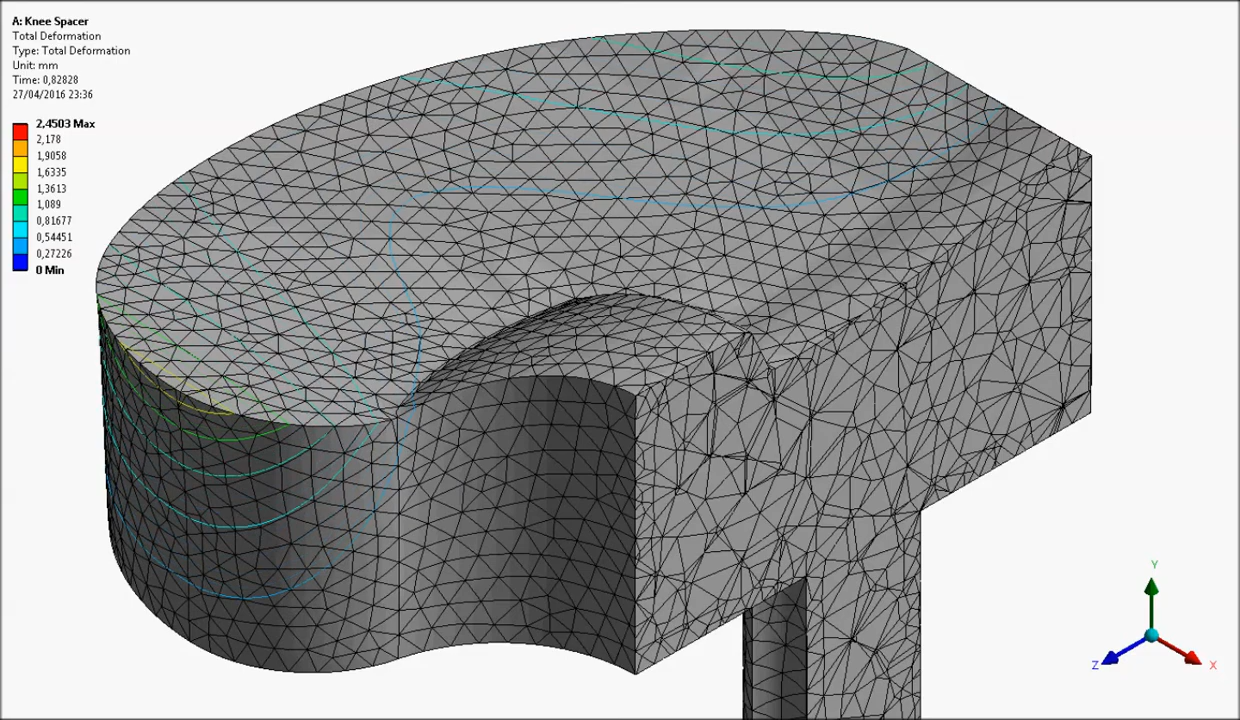 A: Knee Spacer
Total Deformation
Type: Total Deformation
Unit: mm
Time: 0,82828
27/04/2016 23:36
2,4503 Max
2,178
1,9058
1,6335
1,3613
1,089
0,81677
0,54451
0,27226
0 Min
Y
Z
X